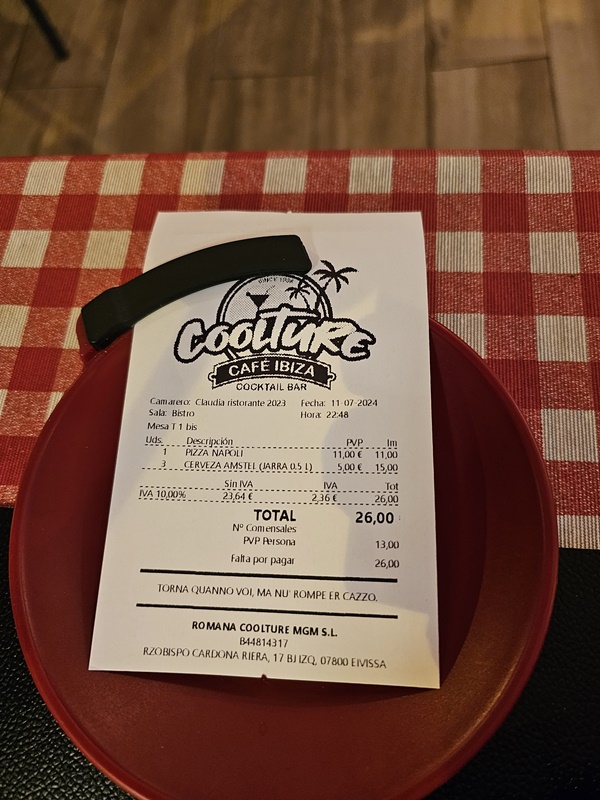 SINCE 1984
COOLTURE
CAFÉ IBIZA
COCKTAIL BAR
Camarero: Claudia ristorante 2023 Fecha: 11-07-2024
Sala: Bistro Hora: 22:48
Mesa T 1 bis
Uds. Descripción PVP Im
1 PIZZA NAPOLI 11,00 € 11,00
3 CERVEZA AMSTEL (JARRA 0.5 L) 5,00 € 15,00
Sin IVA IVA Tot
IVA 10,00% 23,64 € 2,36 € 26,00
TOTAL 26,00
Nº Comensales
PVP Persona 13,00
Falta por pagar 26,00
TORNA QUANNO VOI, MA NU' ROMPE ER CAZZO.
ROMANA COOLTURE MGM S.L.
B44814317
RZOBISPO CARDONA RIERA, 17 BJ IZQ, 07800 EIVISSA